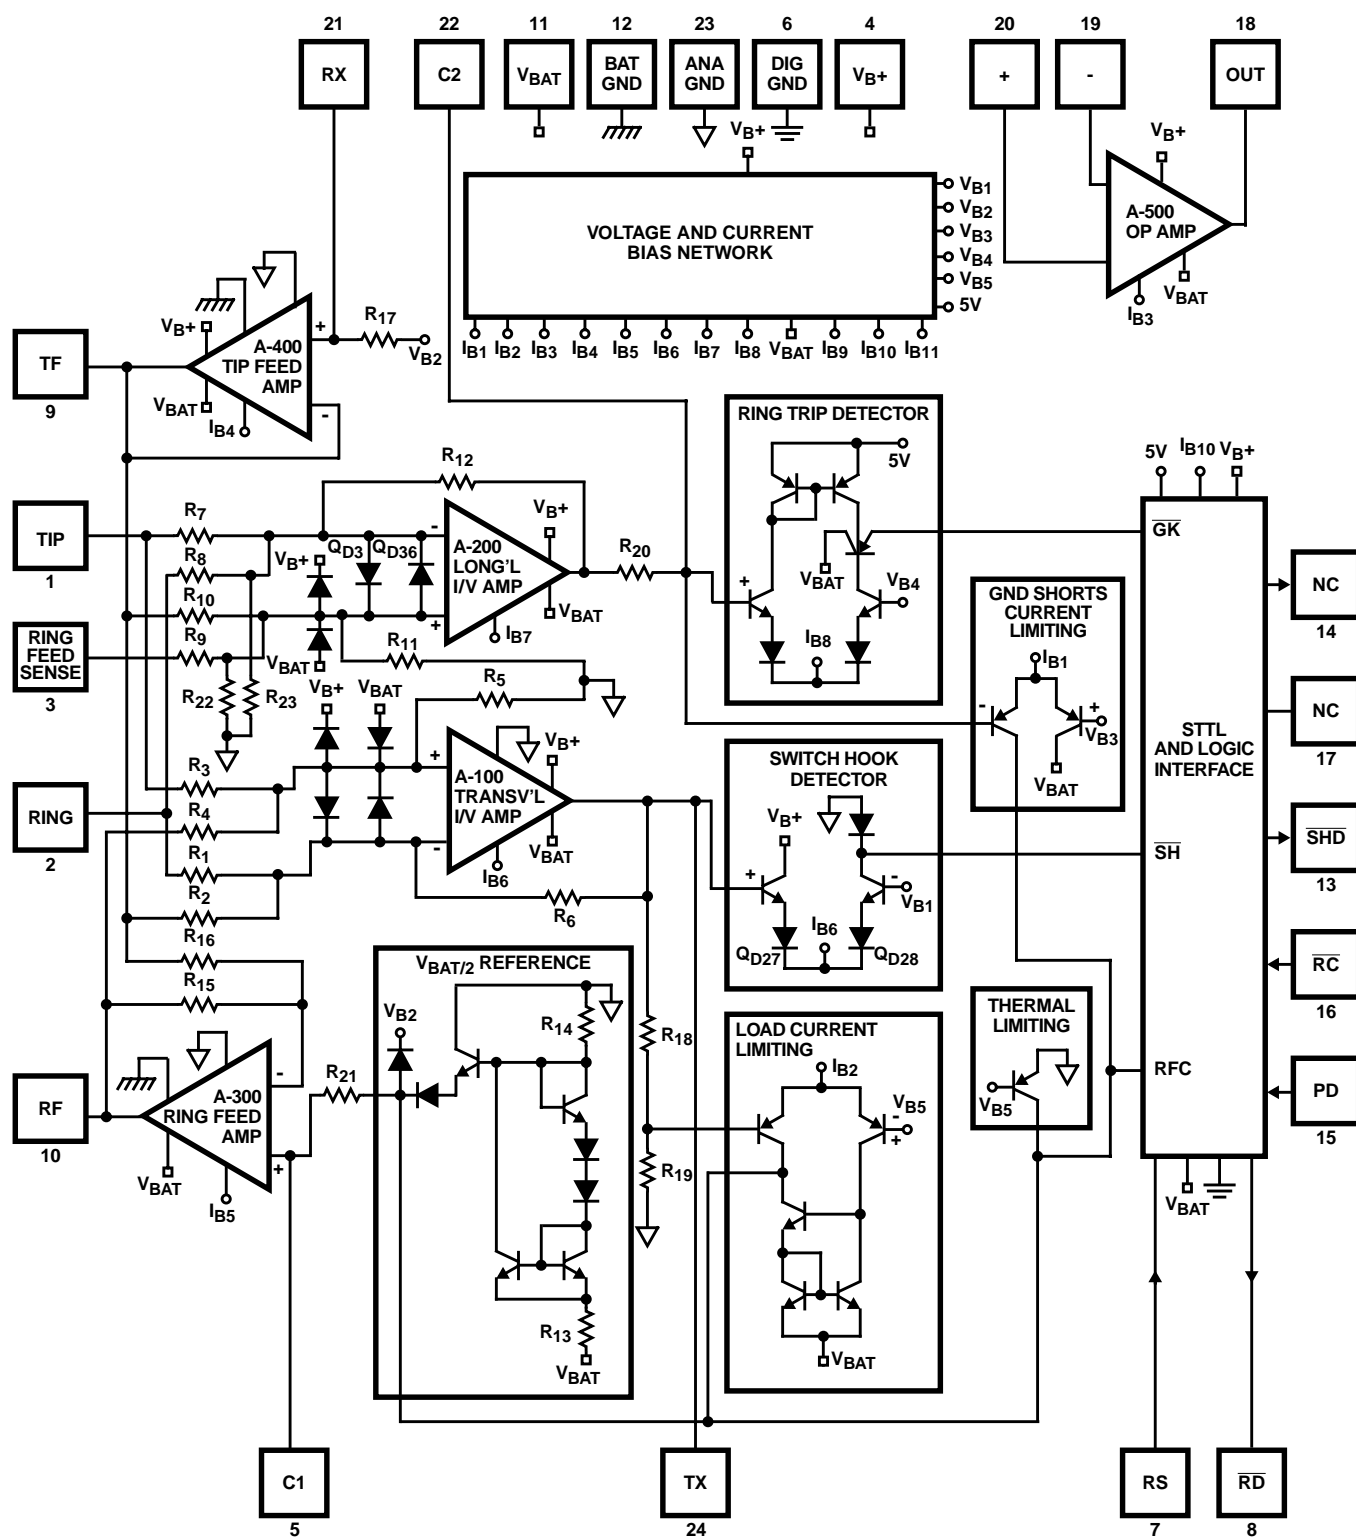 21 22 11 12 23 6 4 20 19 18
RX C2 VBAT BAT GND ANA GND DIG GND VB+ + - OUT
VB+
VOLTAGE AND CURRENT
BIAS NETWORK
VB1
VB2
VB3
VB4
VB5
5V
IB1 IB2 IB3 IB4 IB5 IB6 IB7 IB8 VBAT IB9 IB10 IB11
VB+
A-500
OP AMP
VBAT
IB3
TF
9
VB+
A-400
TIP FEED
AMP
+
-
VBAT
IB4
R17
VB2
TIP
1
RING
FEED
SENSE
3
RING
2
RF
10
R7
R8
R10
R9
R22
R23
R12
VB+
QD3
QD36
VBAT
-
A-200
LONG'L
I/V AMP
+
VB+
VBAT
IB7
R20
R11
R5
R3
R4
R1
R2
R16
R15
VB+
VBAT
+
A-100
TRANSV'L
I/V AMP
-
VB+
VBAT
IB6
R6
RING TRIP DETECTOR
5V
VBAT
+
VB4
IB8
GND SHORTS
CURRENT
LIMITING
IB1
-
+
VB3
VBAT
SWITCH HOOK
DETECTOR
VB+
+
-
VB1
IB6
QD27
QD28
VBAT/2 REFERENCE
VB2
R14
R13
VBAT
R21
-
A-300
RING FEED
AMP
+
VBAT
IB5
R18
R19
LOAD CURRENT
LIMITING
IB2
VB5
-
+
VBAT
THERMAL
LIMITING
VB5
5V IB10 VB+
G̅K̅
STTL
AND LOGIC
INTERFACE
S̅H̅
RFC
VBAT
NC
14
NC
17
S̅H̅D̅
13
R̅C̅
16
PD
15
C1
5
TX
24
RS
7
R̅D̅
8